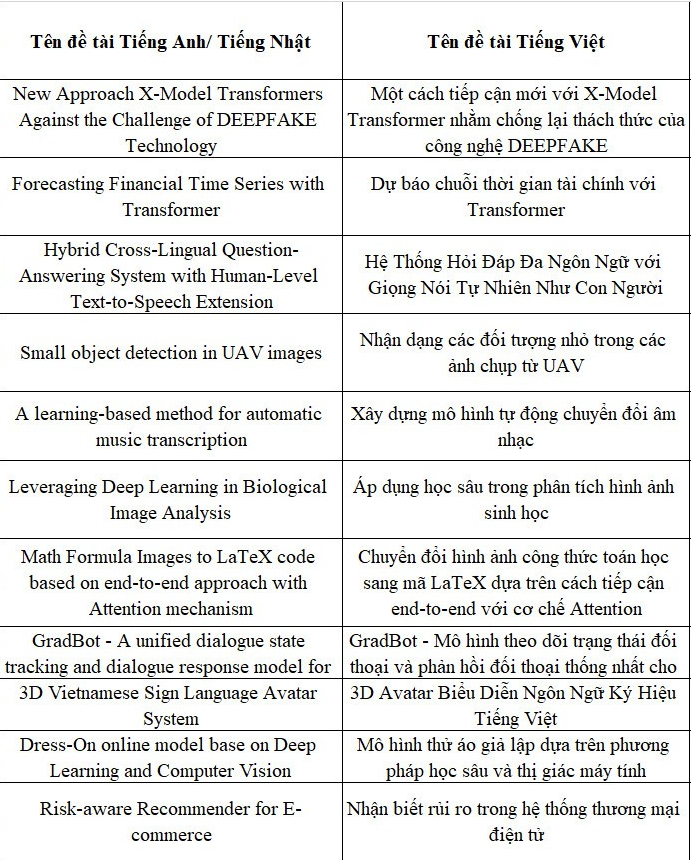 Tên đề tài Tiếng Anh/ Tiếng Nhật
Tên đề tài Tiếng Việt
New Approach X-Model Transformers
Against the Challenge of DEEPFAKE
Technology
Một cách tiếp cận mới với X-Model
Transformer nhằm chống lại thách thức của
công nghệ DEEPFAKE
Forecasting Financial Time Series with
Transformer
Dự báo chuỗi thời gian tài chính với
Transformer
Hybrid Cross-Lingual Question-
Answering System with Human-Level
Text-to-Speech Extension
Hệ Thống Hỏi Đáp Đa Ngôn Ngữ với
Giọng Nói Tự Nhiên Như Con Người
Small object detection in UAV images
Nhận dạng các đối tượng nhỏ trong các
ảnh chụp từ UAV
A learning-based method for automatic
music transcription
Xây dựng mô hình tự động chuyển đổi âm
nhạc
Leveraging Deep Learning in Biological
Image Analysis
Áp dụng học sâu trong phân tích hình ảnh
sinh học
Math Formula Images to LaTeX code
based on end-to-end approach with
Attention mechanism
Chuyển đổi hình ảnh công thức toán học
sang mã LaTeX dựa trên cách tiếp cận
end-to-end với cơ chế Attention
GradBot - A unified dialogue state
tracking and dialogue response model for
GradBot - Mô hình theo dõi trạng thái đối
thoại và phản hồi đối thoại thống nhất cho
3D Vietnamese Sign Language Avatar
System
3D Avatar Biểu Diễn Ngôn Ngữ Ký Hiệu
Tiếng Việt
Dress-On online model base on Deep
Learning and Computer Vision
Mô hình thử áo giả lập dựa trên phương
pháp học sâu và thị giác máy tính
Risk-aware Recommender for E-
commerce
Nhận biết rủi ro trong hệ thống thương mại
điện tử